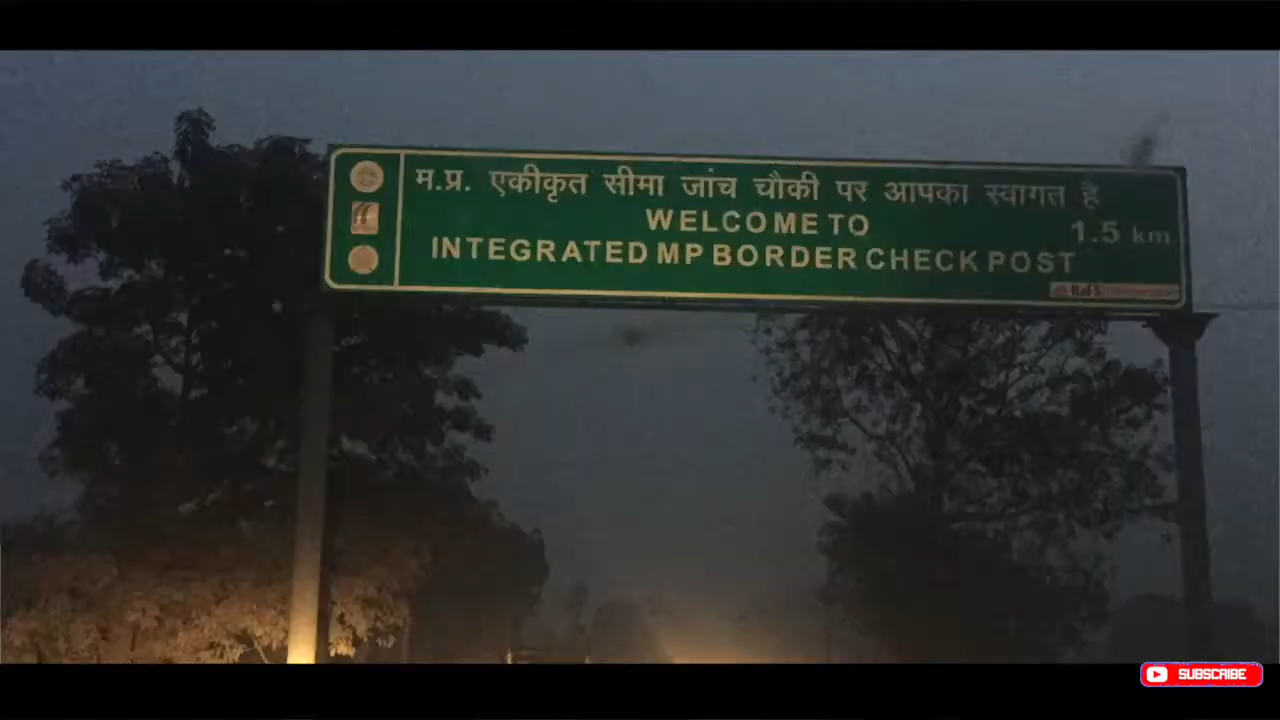 म.प्र. एकीकृत सीमा जांच चौकी पर आपका स्वागत है
WELCOME TO
1.5 km
INTEGRATED MP BORDER CHECK POST
SUBSCRIBE